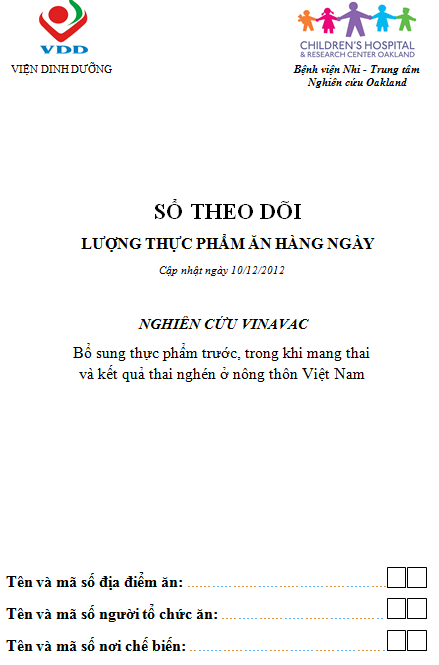 VDD
VIỆN DINH DƯỠNG
CHILDREN'S HOSPITAL
& RESEARCH CENTER OAKLAND
Bệnh viện Nhi - Trung tâm
Nghiên cứu Oakland
SỔ THEO DÕI
LƯỢNG THỰC PHẨM ĂN HÀNG NGÀY
Cập nhật ngày 10/12/2012
NGHIÊN CỨU VINAVAC
Bổ sung thực phẩm trước, trong khi mang thai
và kết quả thai nghén ở nông thôn Việt Nam
Tên và mã số địa điểm ăn:
Tên và mã số người tổ chức ăn:
Tên và mã số nơi chế biến: